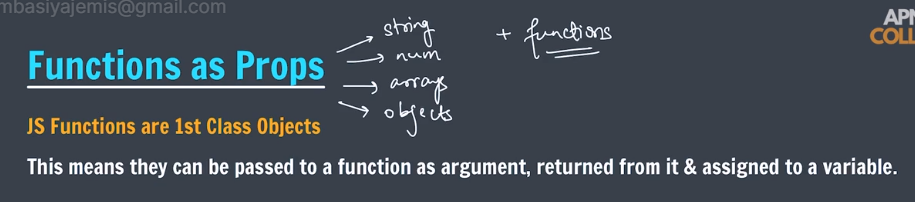 mbasiyajemis@gmail.com
APN
COLL
Functions as Props
string
num
arrays
objects
+ functions
JS Functions are 1st Class Objects
This means they can be passed to a function as argument, returned from it & assigned to a variable.